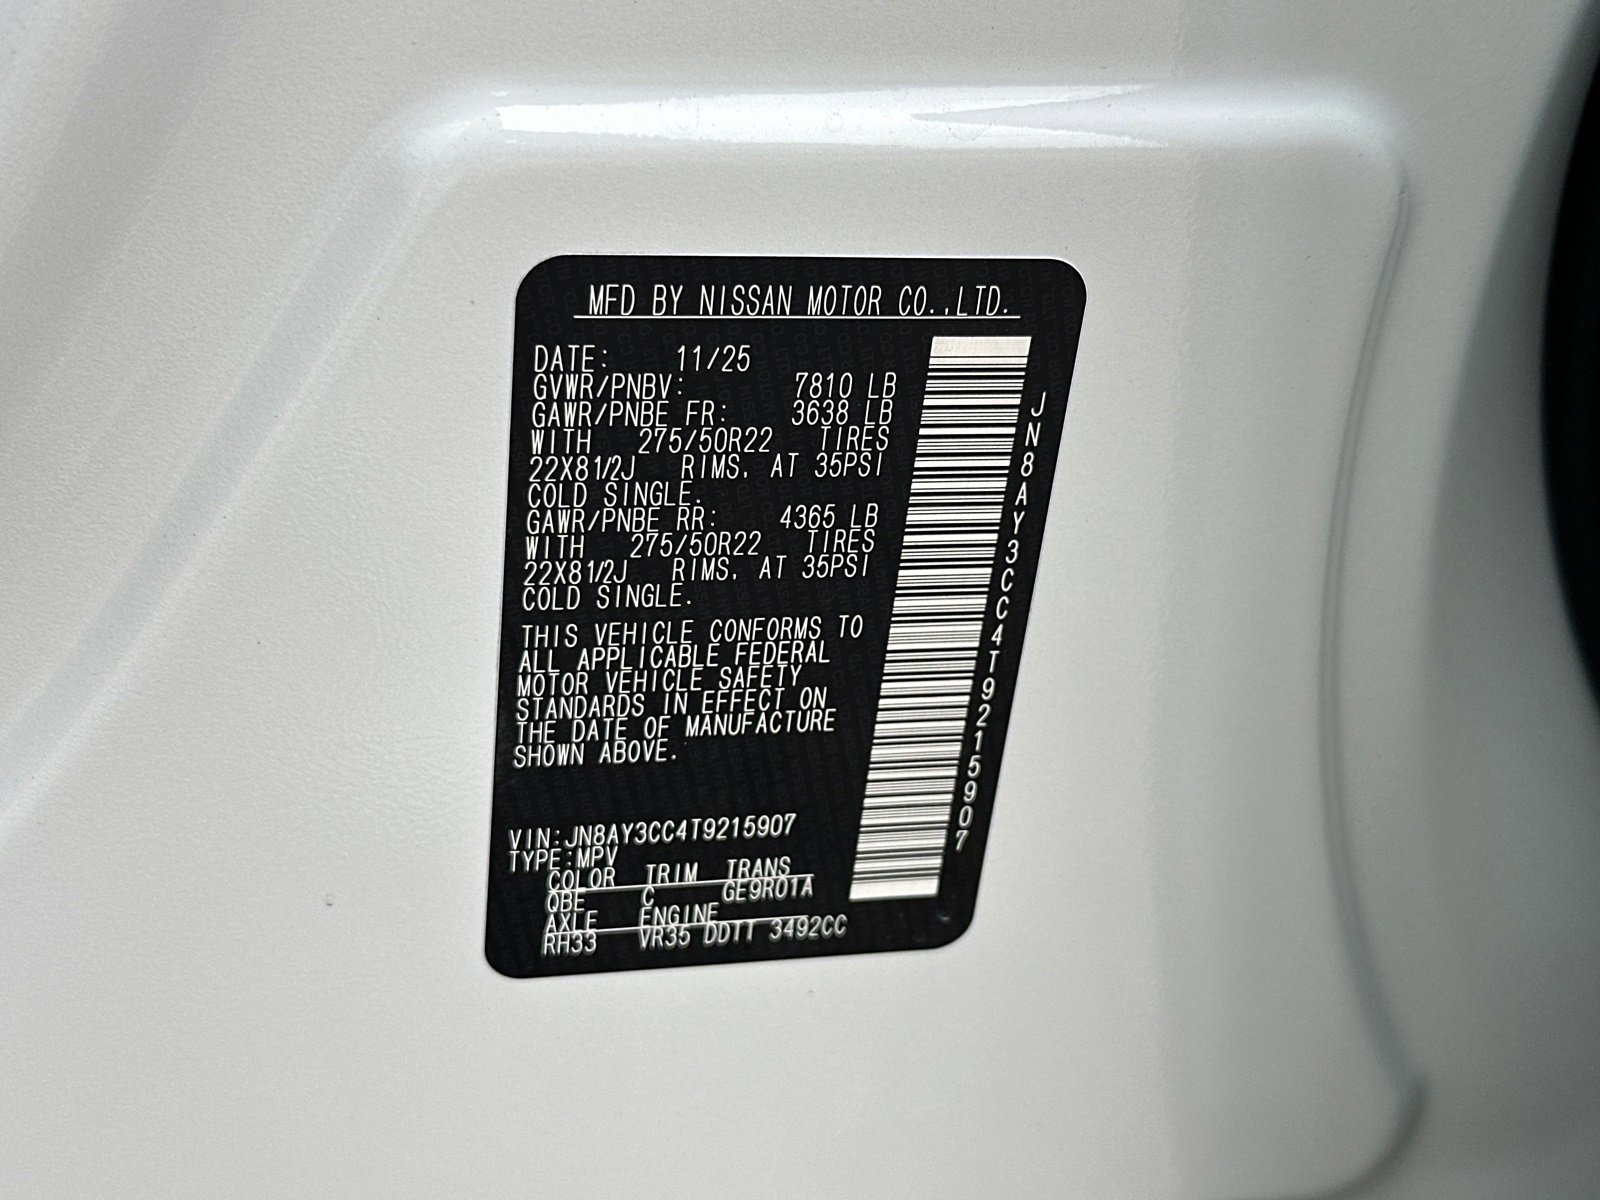 MFD BY NISSAN MOTOR CO.,LTD.
DATE: 11/25
GVWR/PNBV: 7810 LB
GAWR/PNBE FR: 3638 LB
WITH 275/50R22 TIRES
22X81/2J RIMS, AT 35PSI
COLD SINGLE.
GAWR/PNBE RR: 4365 LB
WITH 275/50R22 TIRES
22X81/2J RIMS, AT 35PSI
COLD SINGLE.
THIS VEHICLE CONFORMS TO
ALL APPLICABLE FEDERAL
MOTOR VEHICLE SAFETY
STANDARDS IN EFFECT ON
THE DATE OF MANUFACTURE
SHOWN ABOVE.
VIN:JN8AY3CC4T9215907
TYPE:MPV
COLOR TRIM TRANS
QBE C GE9R01A
AXLE ENGINE
RH33 VR35 DDTT 3492CC
JN8AY3CC4T9215907